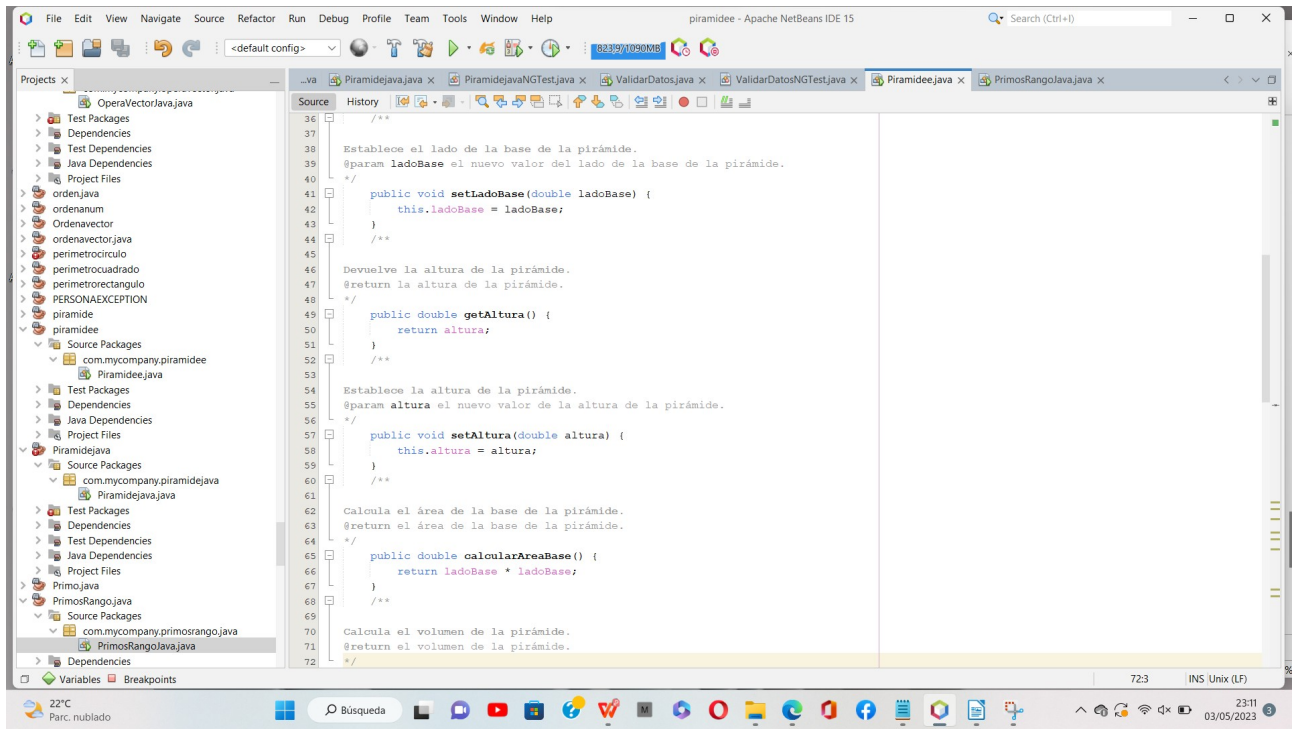 File Edit View Navigate Source Refactor Run Debug Profile Team Tools Window Help
piramidee - Apache NetBeans IDE 15
Search (Ctrl+I)
<default config>
823,9/1090MB
Projects
...va Piramidejava.java PiramidejavaNGTest.java ValidarDatos.java ValidarDatosNGTest.java Piramidee.java PrimosRangoJava.java
Source History
OperaVectorJava.java
Test Packages
Dependencies
Test Dependencies
Java Dependencies
Project Files
orden.java
ordenanum
Ordenavector
ordenavector.java
perimetrocirculo
perimetrocuadrado
perimetrorectangulo
PERSONAEXCEPTION
piramide
piramidee
Source Packages
com.mycompany.piramidee
Piramidee.java
Test Packages
Dependencies
Java Dependencies
Project Files
Piramidejava
Source Packages
com.mycompany.piramidejava
Piramidejava.java
Test Packages
Dependencies
Test Dependencies
Java Dependencies
Project Files
Primo.java
PrimosRango.java
Source Packages
com.mycompany.primosrango.java
PrimosRangoJava.java
Dependencies
36 /**
37
38 Establece el lado de la base de la pirámide.
39 @param ladoBase el nuevo valor del lado de la base de la pirámide.
40 */
41 public void setLadoBase(double ladoBase) {
42 this.ladoBase = ladoBase;
43 }
44 /**
45
46 Devuelve la altura de la pirámide.
47 @return la altura de la pirámide.
48 */
49 public double getAltura() {
50 return altura;
51 }
52 /**
53
54 Establece la altura de la pirámide.
55 @param altura el nuevo valor de la altura de la pirámide.
56 */
57 public void setAltura(double altura) {
58 this.altura = altura;
59 }
60 /**
61
62 Calcula el área de la base de la pirámide.
63 @return el área de la base de la pirámide.
64 */
65 public double calcularAreaBase() {
66 return ladoBase * ladoBase;
67 }
68 /**
69
70 Calcula el volumen de la pirámide.
71 @return el volumen de la pirámide.
72 */
Variables Breakpoints
72:3 INS Unix (LF)
22°C
Parc. nublado
Búsqueda
23:11
03/05/2023
3